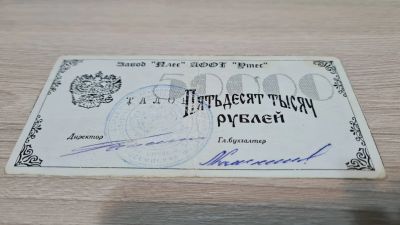 Завод "Плес" АООТ "Утес"
50000
ТАЛОН
Пятьдесят тысяч
рублей
Директор
Гл.бухгалтер